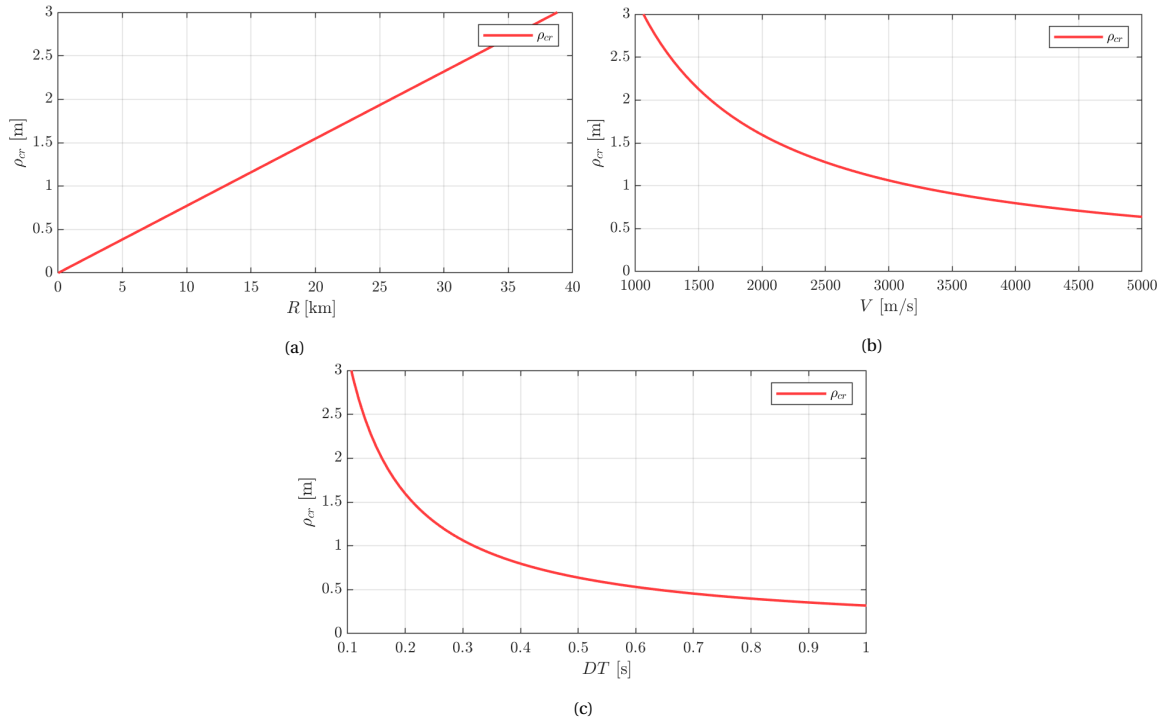 3
2.5
2
1.5
1
0.5
0
ρcr [m]
ρcr
0 5 10 15 20 25 30 35 40
R [km]
(a)
3
2.5
2
1.5
1
0.5
0
ρcr [m]
ρcr
1000 1500 2000 2500 3000 3500 4000 4500 5000
V [m/s]
(b)
3
2.5
2
1.5
1
0.5
0
ρcr [m]
ρcr
0.1 0.2 0.3 0.4 0.5 0.6 0.7 0.8 0.9 1
DT [s]
(c)